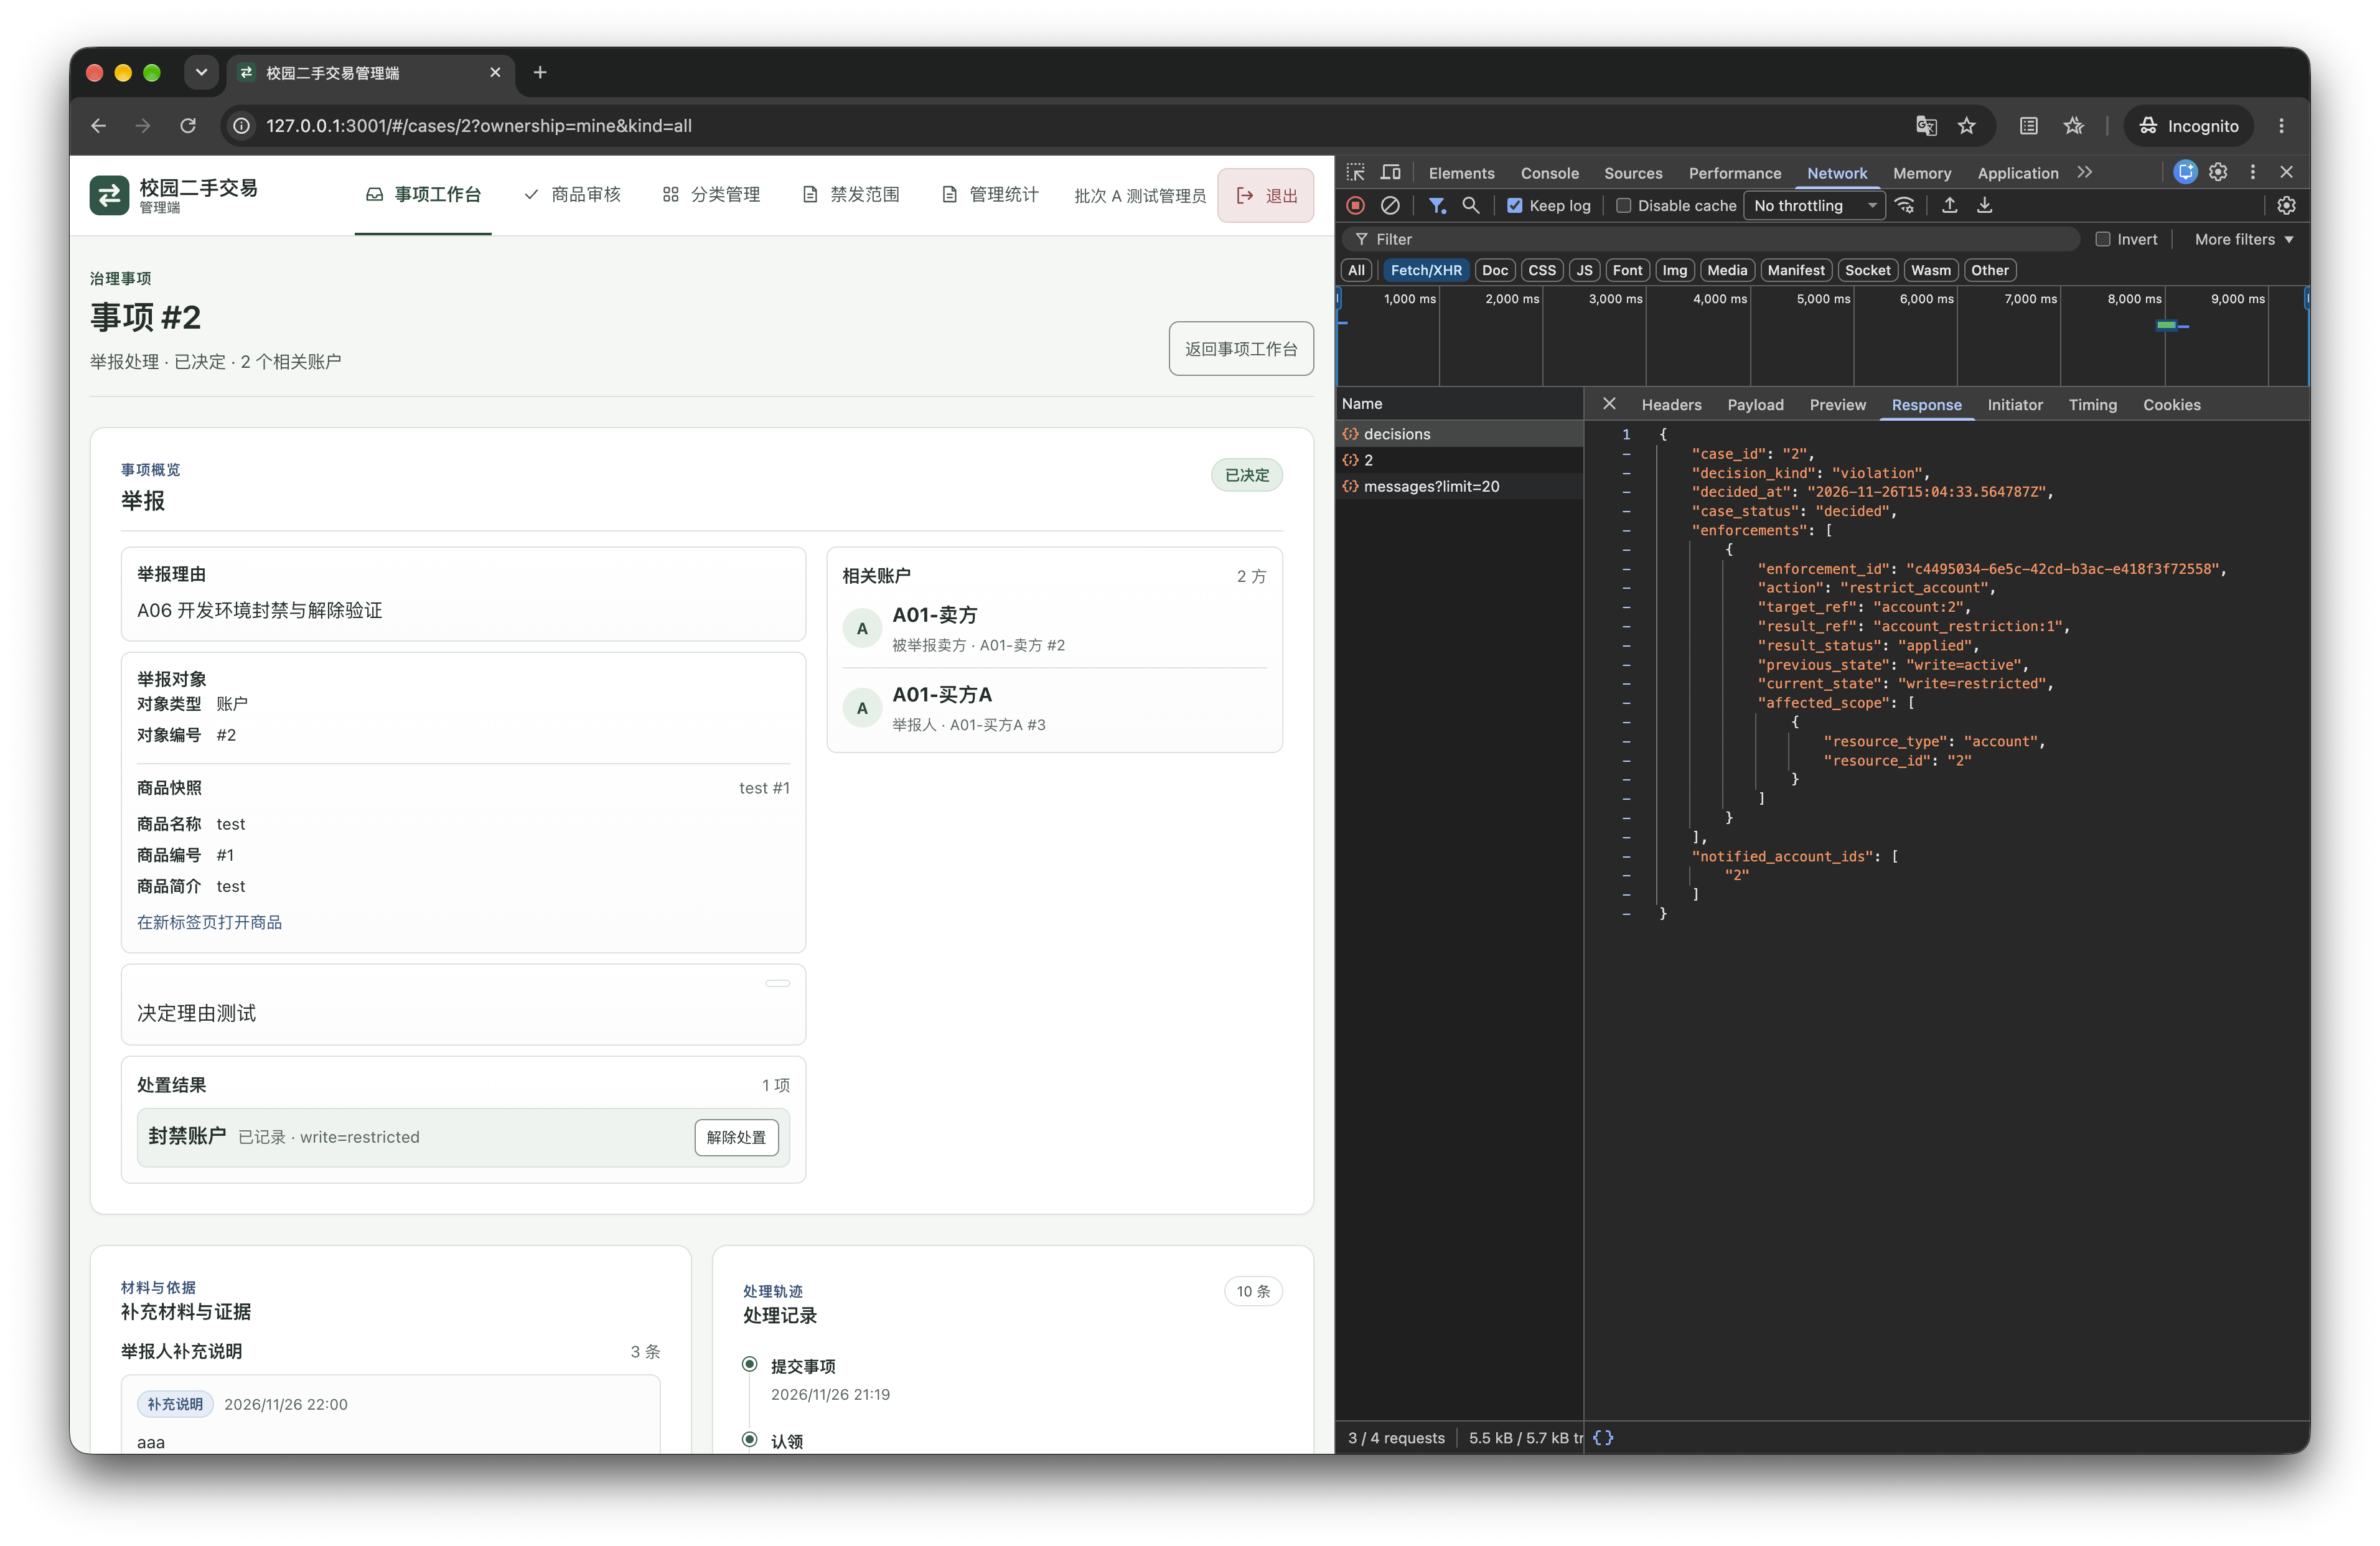 校园二手交易管理端
127.0.0.1:3001/#/cases/2?ownership=mine&kind=all
Incognito
校园二手交易
管理端
事项工作台
商品审核
分类管理
禁发范围
管理统计
批次 A 测试管理员
退出
治理事项
事项 #2
举报处理 · 已决定 · 2 个相关账户
返回事项工作台
事项概览
举报
已决定
举报理由
A06 开发环境封禁与解除验证
举报对象
对象类型 账户
对象编号 #2
商品快照 test #1
商品名称 test
商品编号 #1
商品简介 test
在新标签页打开商品
决定理由测试
处置结果 1 项
封禁账户 已记录 · write=restricted
解除处置
相关账户 2 方
A
A01-卖方
被举报卖方 · A01-卖方 #2
A
A01-买方A
举报人 · A01-买方A #3
材料与依据
补充材料与证据
举报人补充说明 3 条
补充说明 2026/11/26 22:00
aaa
处理轨迹
处理记录
10 条
提交事项
2026/11/26 21:19
认领
Elements Console Sources Performance Network Memory Application
Keep log Disable cache No throttling
Filter Invert More filters
All Fetch/XHR Doc CSS JS Font Img Media Manifest Socket Wasm Other
1,000 ms 2,000 ms 3,000 ms 4,000 ms 5,000 ms 6,000 ms 7,000 ms 8,000 ms 9,000 ms
Name
decisions
2
messages?limit=20
Headers Payload Preview Response Initiator Timing Cookies
1 {
"case_id": "2",
"decision_kind": "violation",
"decided_at": "2026-11-26T15:04:33.564787Z",
"case_status": "decided",
"enforcements": [
{
"enforcement_id": "c4495034-6e5c-42cd-b3ac-e418f3f72558",
"action": "restrict_account",
"target_ref": "account:2",
"result_ref": "account_restriction:1",
"result_status": "applied",
"previous_state": "write=active",
"current_state": "write=restricted",
"affected_scope": [
{
"resource_type": "account",
"resource_id": "2"
}
]
}
],
"notified_account_ids": [
"2"
]
}
3 / 4 requests 5.5 kB / 5.7 kB tr